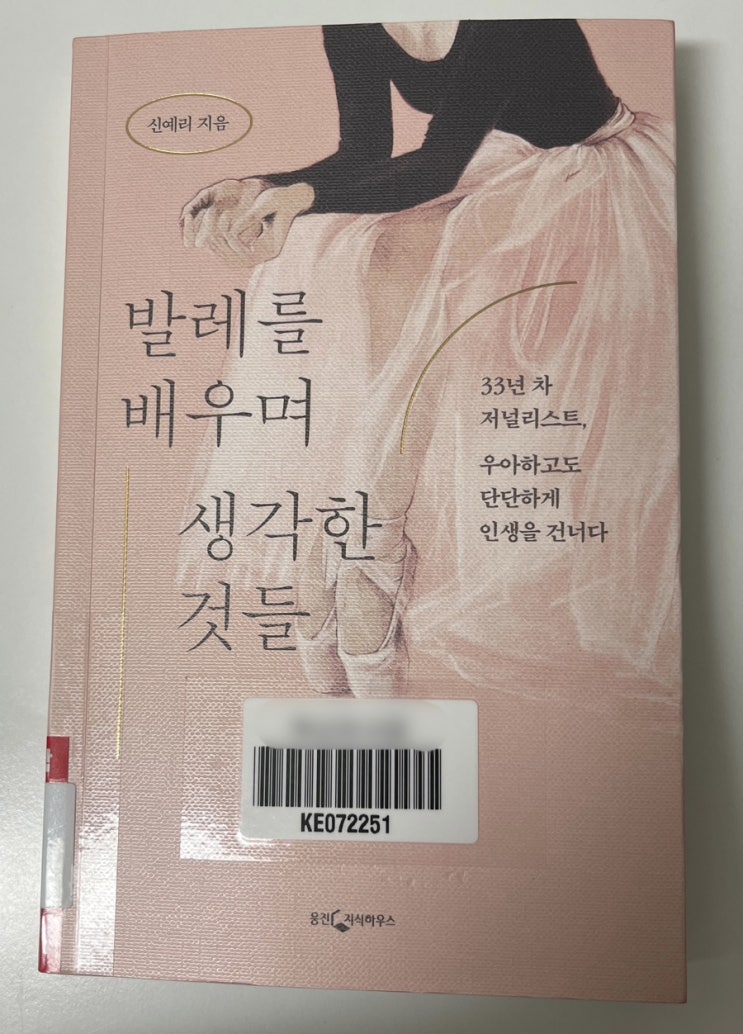 신예리 지음
발레를
배우며
생각한
것들
33년 차
저널리스트,
우아하고도
단단하게
인생을 건너다
KE072251
웅진 지식하우스